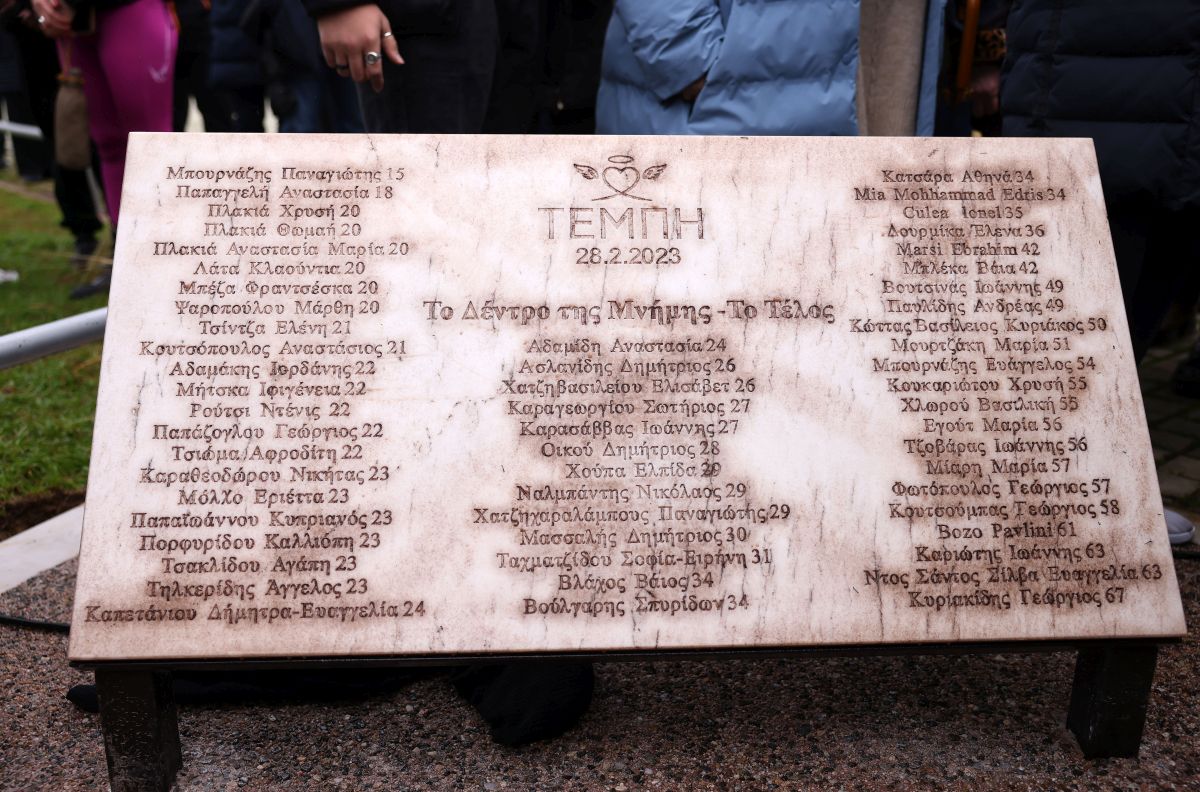 Μπουρνάζης Παναγιώτης 15
Παπαγγελή Αναστασία 18
Πλακιά Χρυσή 20
Πλακιά Θωμαή 20
Πλακιά Αναστασία Μαρία 20
Λάτα Κλαούντια 20
Μπέζα Φραντσέσκα 20
Ψαροπούλου Μάρθη 20
Τσίντζα Ελένη 21
Κουτσόπουλος Αναστάσιος 21
Αδαμάκης Ιορδάνης 22
Μήτσκα Ιφιγένεια 22
Ρούτσι Ντένις 22
Παπάζογλου Γεώργιος 22
Τσιώμα Αφροδίτη 22
Καραθεοδώρου Νικήτας 23
Μόλχο Εριέττα 23
Παπαϊωάννου Κυπριανός 23
Πορφυρίδου Καλλιόπη 23
Τσακλίδου Αγάπη 23
Τηλκερίδης Άγγελος 23
Καπετάνιου Δήμητρα-Ευαγγελία 24
ΤΕΜΠΗ
28.2.2023
Το Δέντρο της Μνήμης -Το Τέλος
Αδαμίδη Αναστασία 24
Ασλανίδης Δημήτριος 26
Χατζηβασιλείου Ελισάβετ 26
Καραγεωργίου Σωτήριος 27
Καρασάββας Ιωάννης 27
Οικού Δημήτριος 28
Χούπα Ελπίδα 29
Ναλμπάντης Νικόλαος 29
Χατζηχαραλάμπους Παναγιώτης 29
Μασσαλής Δημήτριος 30
Ταχματζίδου Σοφία-Ειρήνη 31
Βλάχος Βάιος 34
Βούλγαρης Σπυρίδων 34
Κατσάρα Αθηνά 34
Mia Mohhammad Edris 34
Culea Ionel 35
Δουρμίκα Έλενα 36
Marsi Ebrahim 42
Μπλέκα Βάια 42
Βουτσινάς Ιωάννης 49
Παυλίδης Ανδρέας 49
Κώττας Βασίλειος Κυριάκος 50
Μουρτζάκη Μαρία 51
Μπουρνάζης Ευάγγελος 54
Κουκαριώτου Χρυσή 55
Χλωρού Βασιλική 55
Εγούτ Μαρία 56
Τζοβάρας Ιωάννης 56
Μίαρη Μαρία 57
Φωτόπουλος Γεώργιος 57
Κουτσούμπας Γεώργιος 58
Bozo Pavlini 61
Καριώτης Ιωάννης 63
Ντος Σάντος Σίλβα Ευαγγελία 63
Κυριακίδης Γεώργιος 67